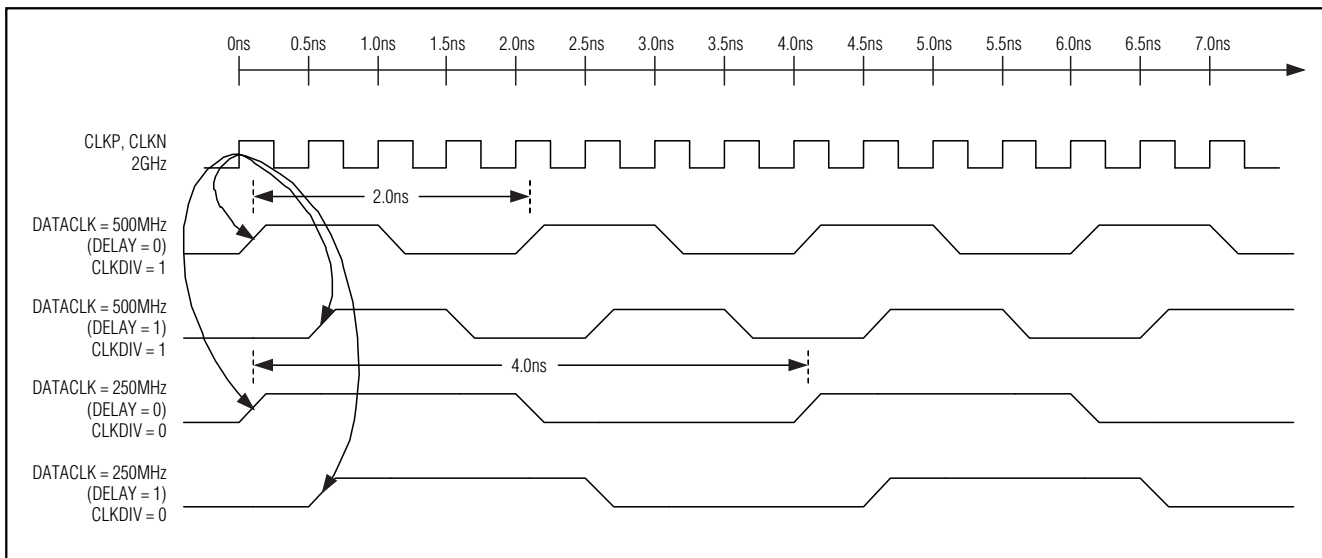 0ns 0.5ns 1.0ns 1.5ns 2.0ns 2.5ns 3.0ns 3.5ns 4.0ns 4.5ns 5.0ns 5.5ns 6.0ns 6.5ns 7.0ns
CLKP, CLKN
2GHz
2.0ns
DATACLK = 500MHz
(DELAY = 0)
CLKDIV = 1
DATACLK = 500MHz
(DELAY = 1)
CLKDIV = 1
4.0ns
DATACLK = 250MHz
(DELAY = 0)
CLKDIV = 0
DATACLK = 250MHz
(DELAY = 1)
CLKDIV = 0